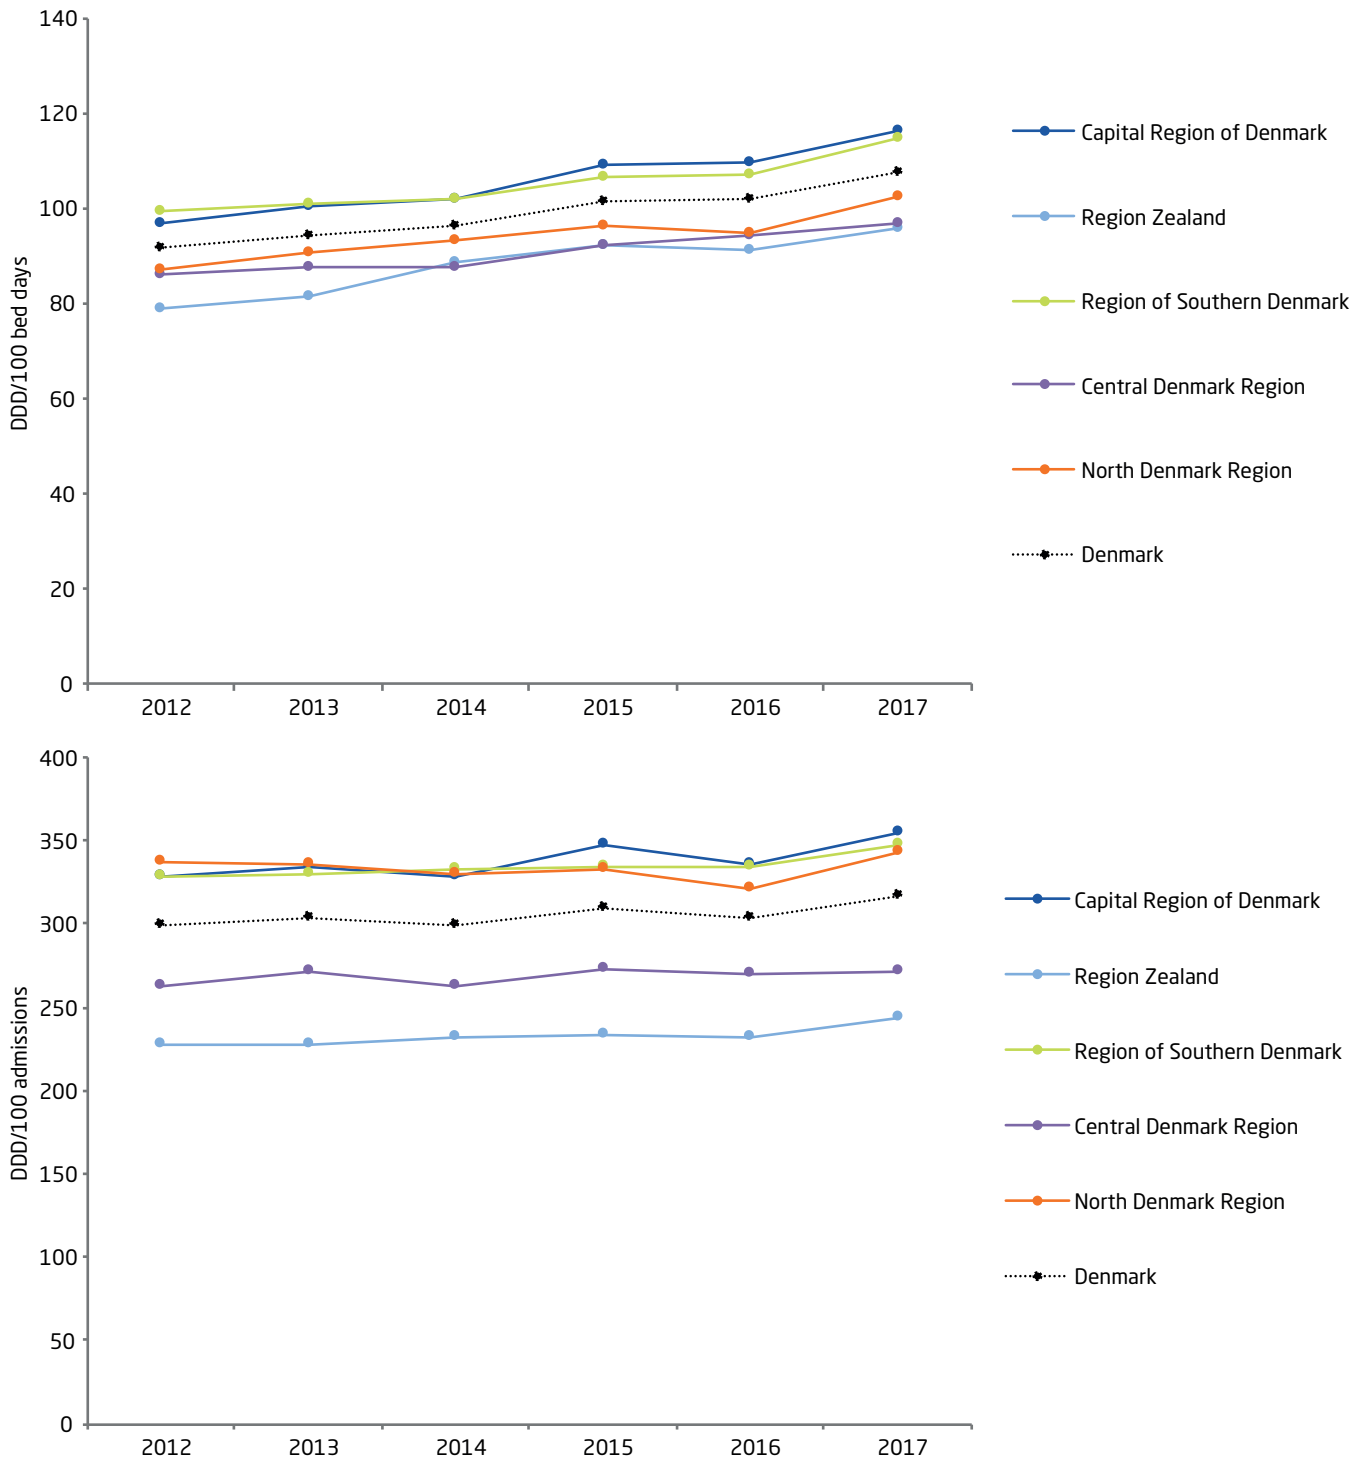 140
120
100
80
60
40
20
0
DDD/100 bed days
2012 2013 2014 2015 2016 2017
Capital Region of Denmark
Region Zealand
Region of Southern Denmark
Central Denmark Region
North Denmark Region
Denmark
400
350
300
250
200
150
100
50
0
DDD/100 admissions
2012 2013 2014 2015 2016 2017
Capital Region of Denmark
Region Zealand
Region of Southern Denmark
Central Denmark Region
North Denmark Region
Denmark